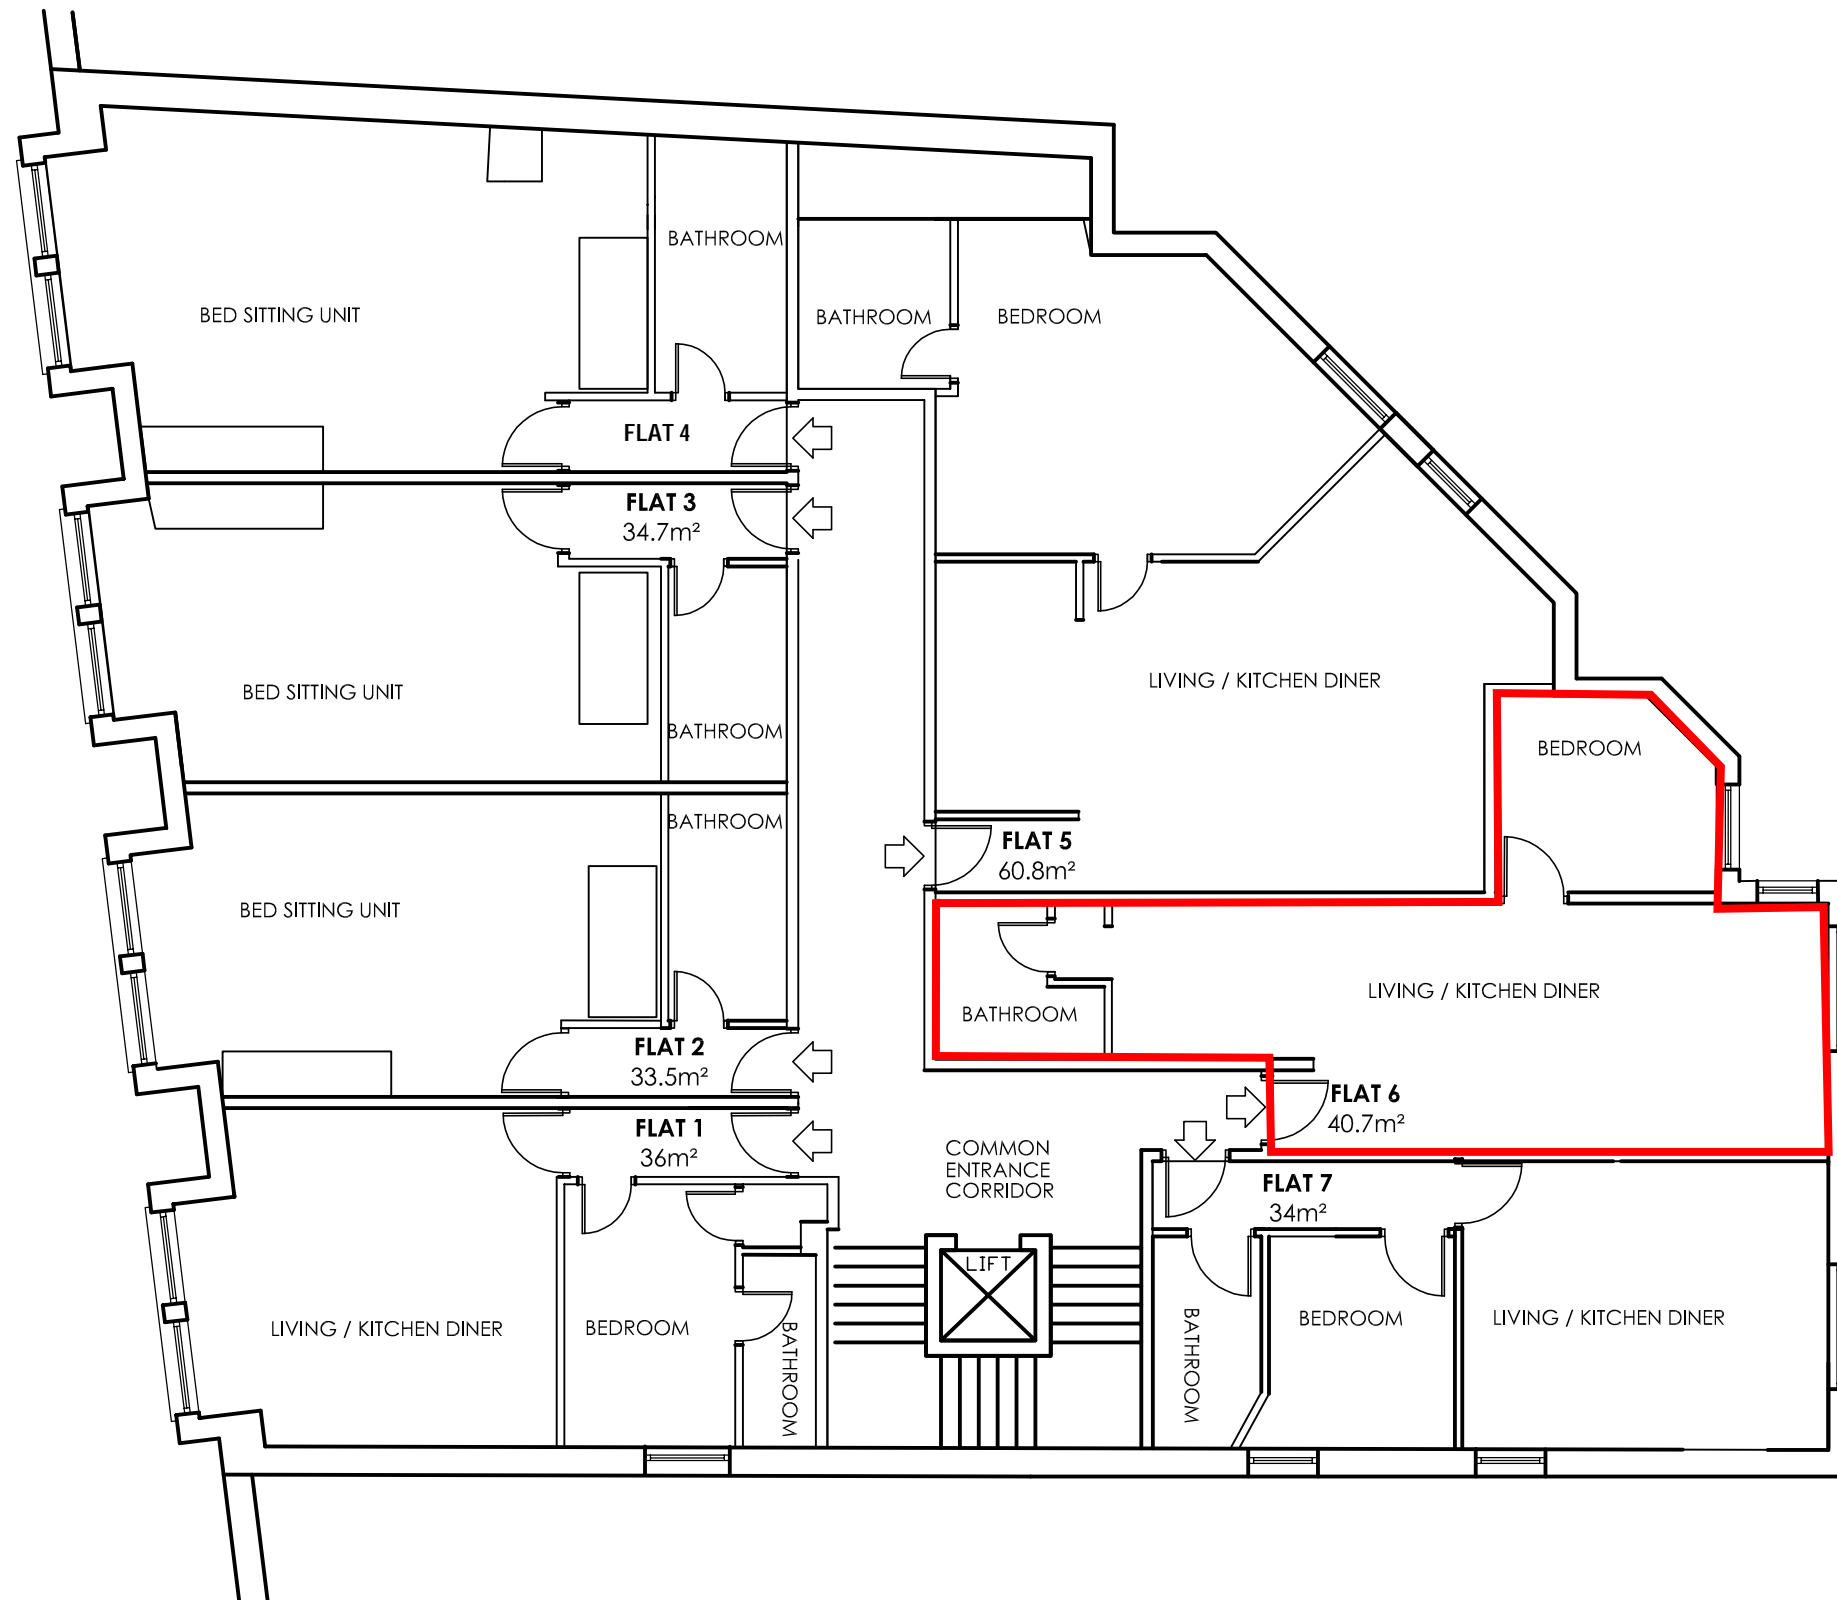 BATHROOM
BED SITTING UNIT
BATHROOM
BEDROOM
FLAT 4
FLAT 3
34.7m²
BED SITTING UNIT
BATHROOM
LIVING / KITCHEN DINER
BEDROOM
BATHROOM
FLAT 5
60.8m²
BED SITTING UNIT
LIVING / KITCHEN DINER
BATHROOM
FLAT 2
33.5m²
FLAT 6
40.7m²
FLAT 1
36m²
COMMON
ENTRANCE
CORRIDOR
FLAT 7
34m²
LIFT
LIVING / KITCHEN DINER
BEDROOM
BATHROOM
BATHROOM
BEDROOM
LIVING / KITCHEN DINER